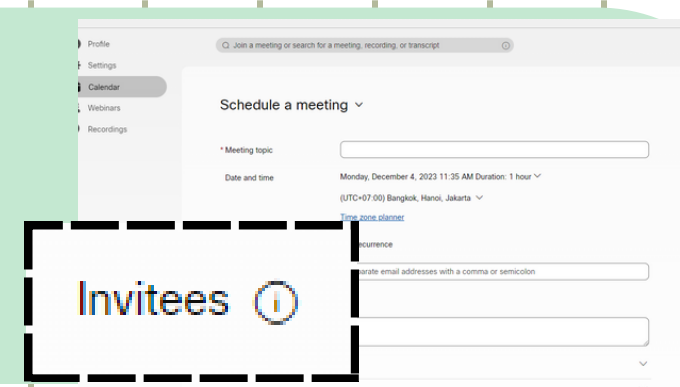 Profile
Join a meeting or search for a meeting, recording, or transcript
Settings
Calendar
Schedule a meeting
Webinars
Recordings
* Meeting topic
Date and time
Monday, December 4, 2023 11:35 AM Duration: 1 hour
(UTC+07:00) Bangkok, Hanoi, Jakarta
Time zone planner
ecurrence
arate email addresses with a comma or semicolon
Invitees